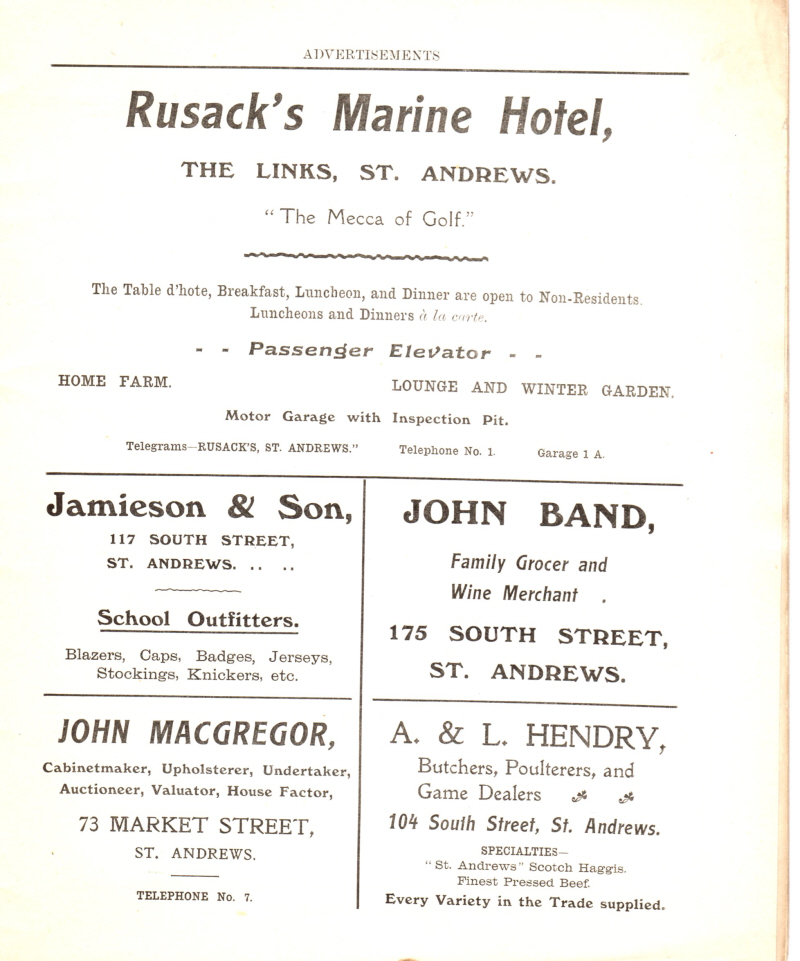 ADVERTISEMENTS
Rusack's Marine Hotel,
THE LINKS, ST. ANDREWS.
"The Mecca of Golf."
The Table d'hote, Breakfast, Luncheon, and Dinner are open to Non-Residents.
Luncheons and Dinners à la carte.
- - Passenger Elevator - -
HOME FARM. LOUNGE AND WINTER GARDEN.
Motor Garage with Inspection Pit.
Telegrams—RUSACK'S, ST. ANDREWS." Telephone No. 1. Garage 1 A.
Jamieson & Son,
117 SOUTH STREET,
ST. ANDREWS. .. ..
School Outfitters.
Blazers, Caps, Badges, Jerseys,
Stockings, Knickers, etc.
JOHN BAND,
Family Grocer and
Wine Merchant .
175 SOUTH STREET,
ST. ANDREWS.
JOHN MACGREGOR,
Cabinetmaker, Upholsterer, Undertaker,
Auctioneer, Valuator, House Factor,
73 MARKET STREET,
ST. ANDREWS.
TELEPHONE No. 7.
A. & L. HENDRY,
Butchers, Poulterers, and
Game Dealers
104 South Street, St. Andrews.
SPECIALTIES—
"St. Andrews" Scotch Haggis.
Finest Pressed Beef.
Every Variety in the Trade supplied.